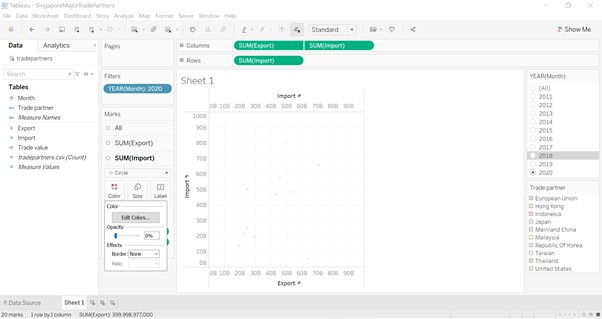 Tableau - SingaporeMajorTradePartners
File Data Worksheet Dashboard Story Analysis Map Format Server Window Help
Standard
Show Me
Data Analytics
tradepartners
Search
Tables
Month
Trade partner
Measure Names
Export
Import
Trade value
tradepartners.csv (Count)
Measure Values
Pages
Filters
YEAR(Month): 2020
Marks
All
SUM(Export)
SUM(Import)
Circle
Color Size Label
Color
Edit Colors...
Opacity
0%
Effects
Border: None
Halo:
Columns SUM(Export) SUM(Import)
Rows SUM(Import)
Sheet 1
Import
0B 10B 20B 30B 40B 50B 60B 70B 80B 90B
100B
90B
80B
70B
60B
50B
40B
30B
20B
10B
0B
Import
0B 10B 20B 30B 40B 50B 60B 70B 80B 90B
Export
YEAR(Month)
(All)
2011
2012
2013
2014
2015
2016
2017
2018
2019
2020
Trade partner
European Union
Hong Kong
Indonesia
Japan
Mainland China
Malaysia
Republic Of Korea
Taiwan
Thailand
United States
Data Source Sheet 1
20 marks 1 row by 1 column SUM(Export): 399,998,977,000